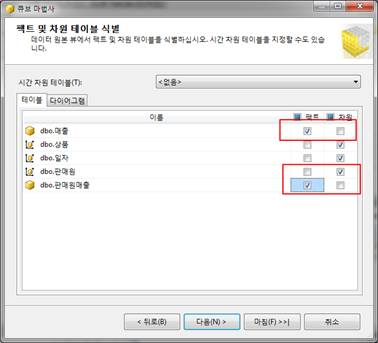 큐브 마법사
팩트 및 차원 테이블 식별
데이터 원본 뷰에서 팩트 및 차원 테이블을 식별하십시오. 시간 차원 테이블을 지정할 수도 있습니다.
시간 차원 테이블(T): <없음>
테이블 다이어그램
이름 팩트 차원
dbo.매출
dbo.상품
dbo.일자
dbo.판매원
dbo.판매원매출
< 뒤로(B) 다음(N) > 마침(F) >>| 취소